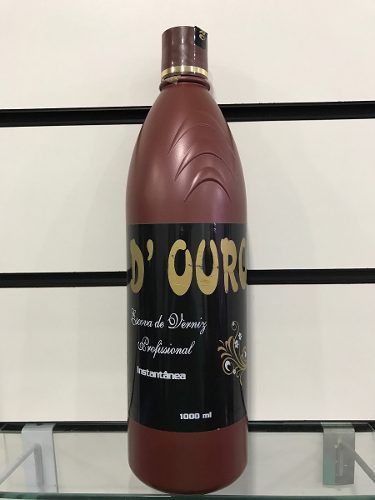 D' OURO
Escova de Verniz
Profissional
Instantânea
1000 ml